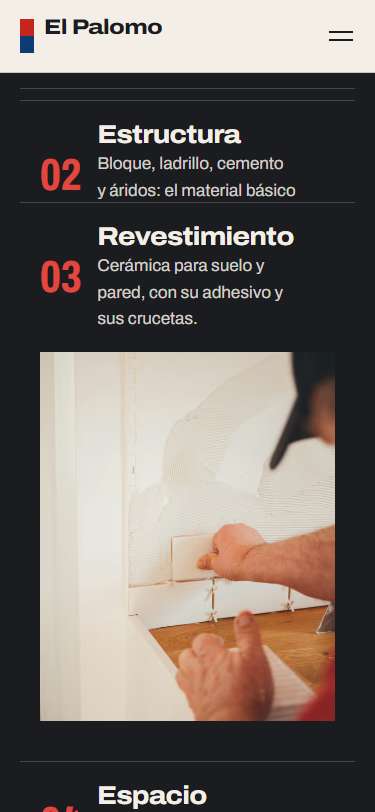 El Palomo
Estructura
02
Bloque, ladrillo, cemento
y áridos: el material básico
Revestimiento
03
Cerámica para suelo y
pared, con su adhesivo y
sus crucetas.
Espacio